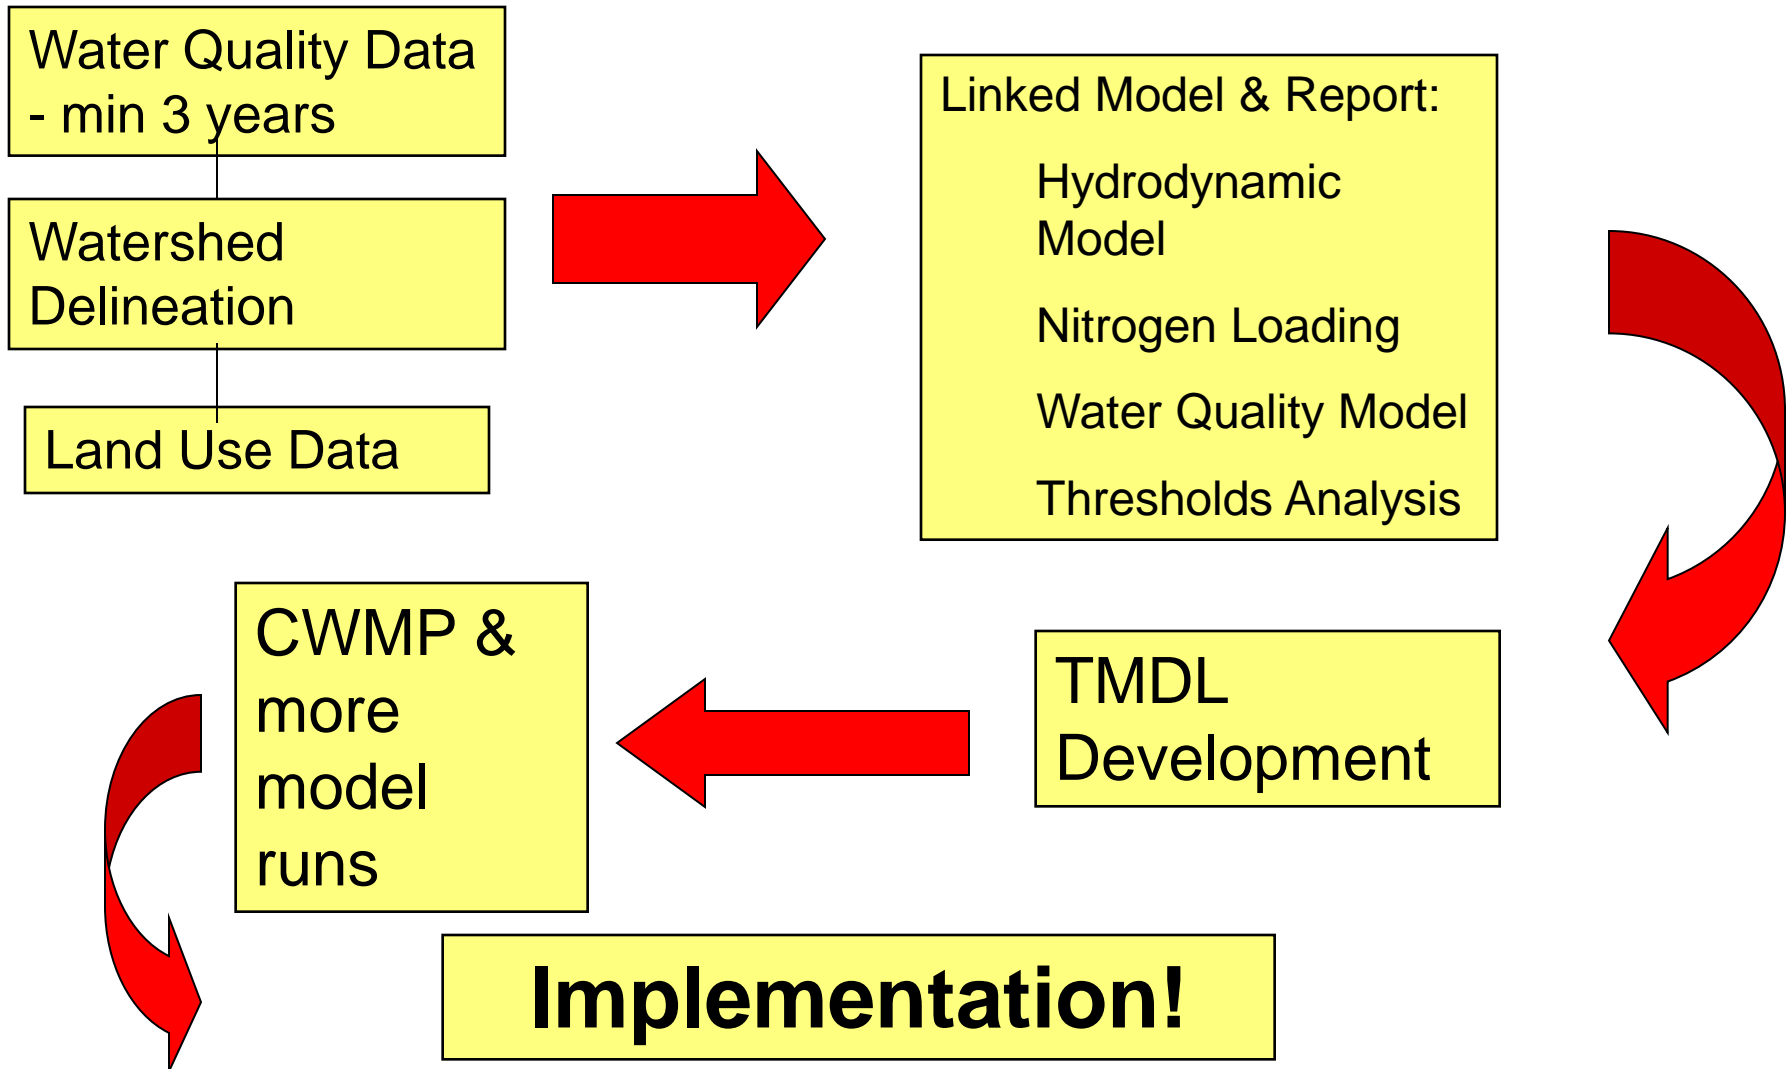 Water Quality Data
- min 3 years
Watershed
Delineation
Land Use Data
Linked Model & Report:
Hydrodynamic
Model
Nitrogen Loading
Water Quality Model
Thresholds Analysis
TMDL
Development
CWMP &
more
model
runs
Implementation!